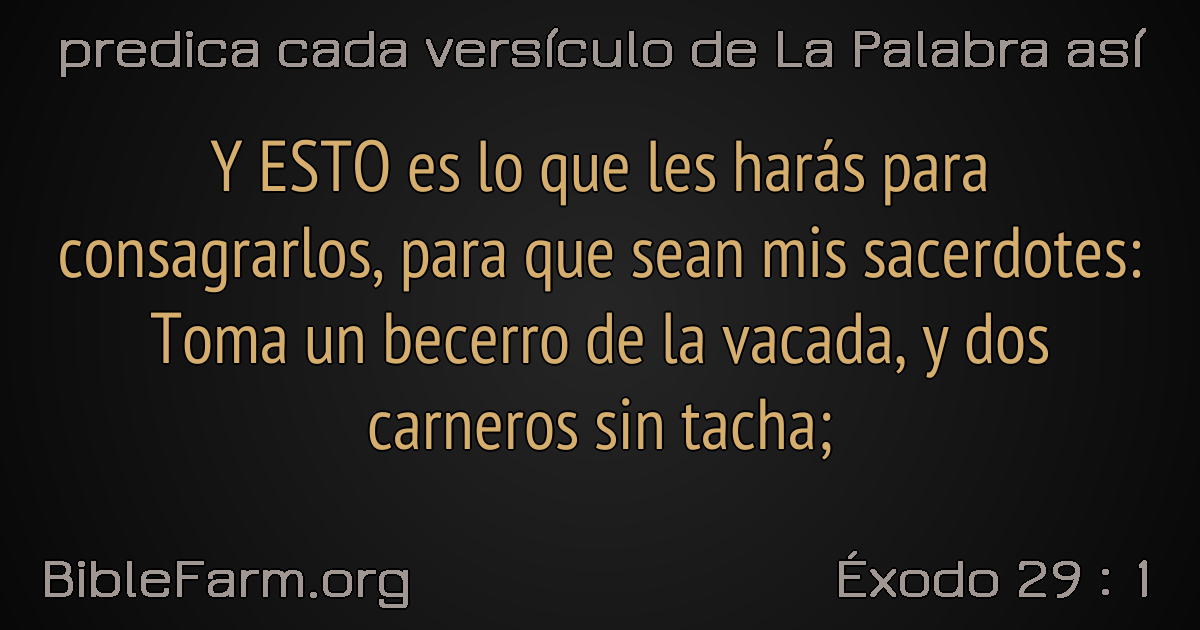 predica cada versículo de La Palabra así
Y ESTO es lo que les harás para
consagrarlos, para que sean mis sacerdotes:
Toma un becerro de la vacada, y dos
carneros sin tacha;
BibleFarm.org
Éxodo 29 : 1